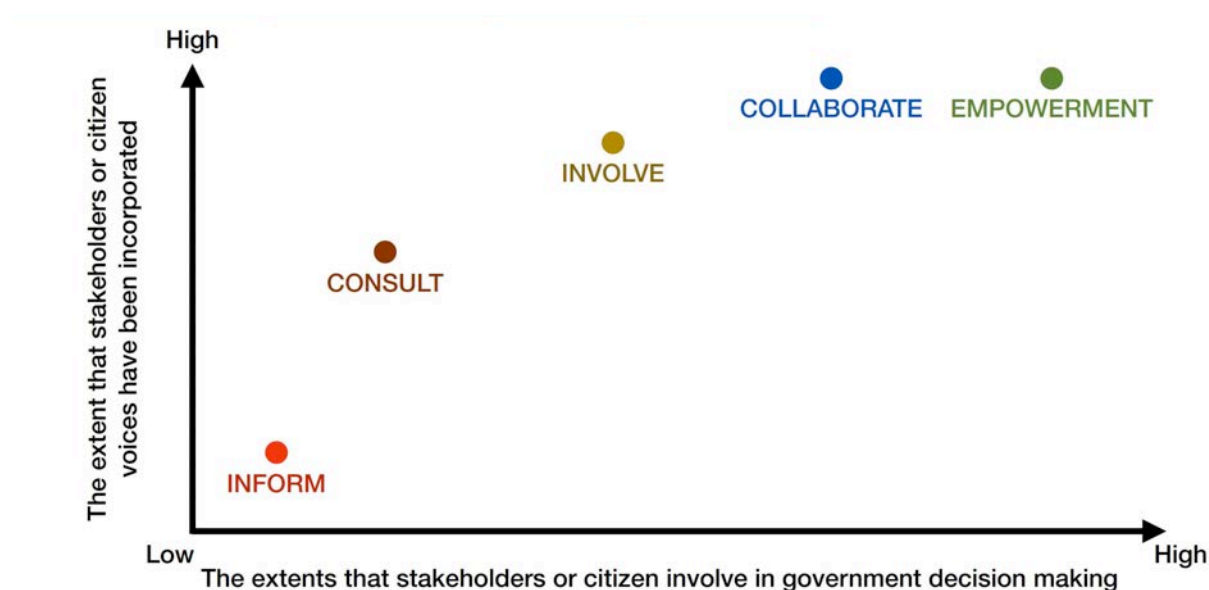 High
The extent that stakeholders or citizen
voices have been incorporated
COLLABORATE
EMPOWERMENT
INVOLVE
CONSULT
INFORM
Low
High
The extents that stakeholders or citizen involve in government decision making